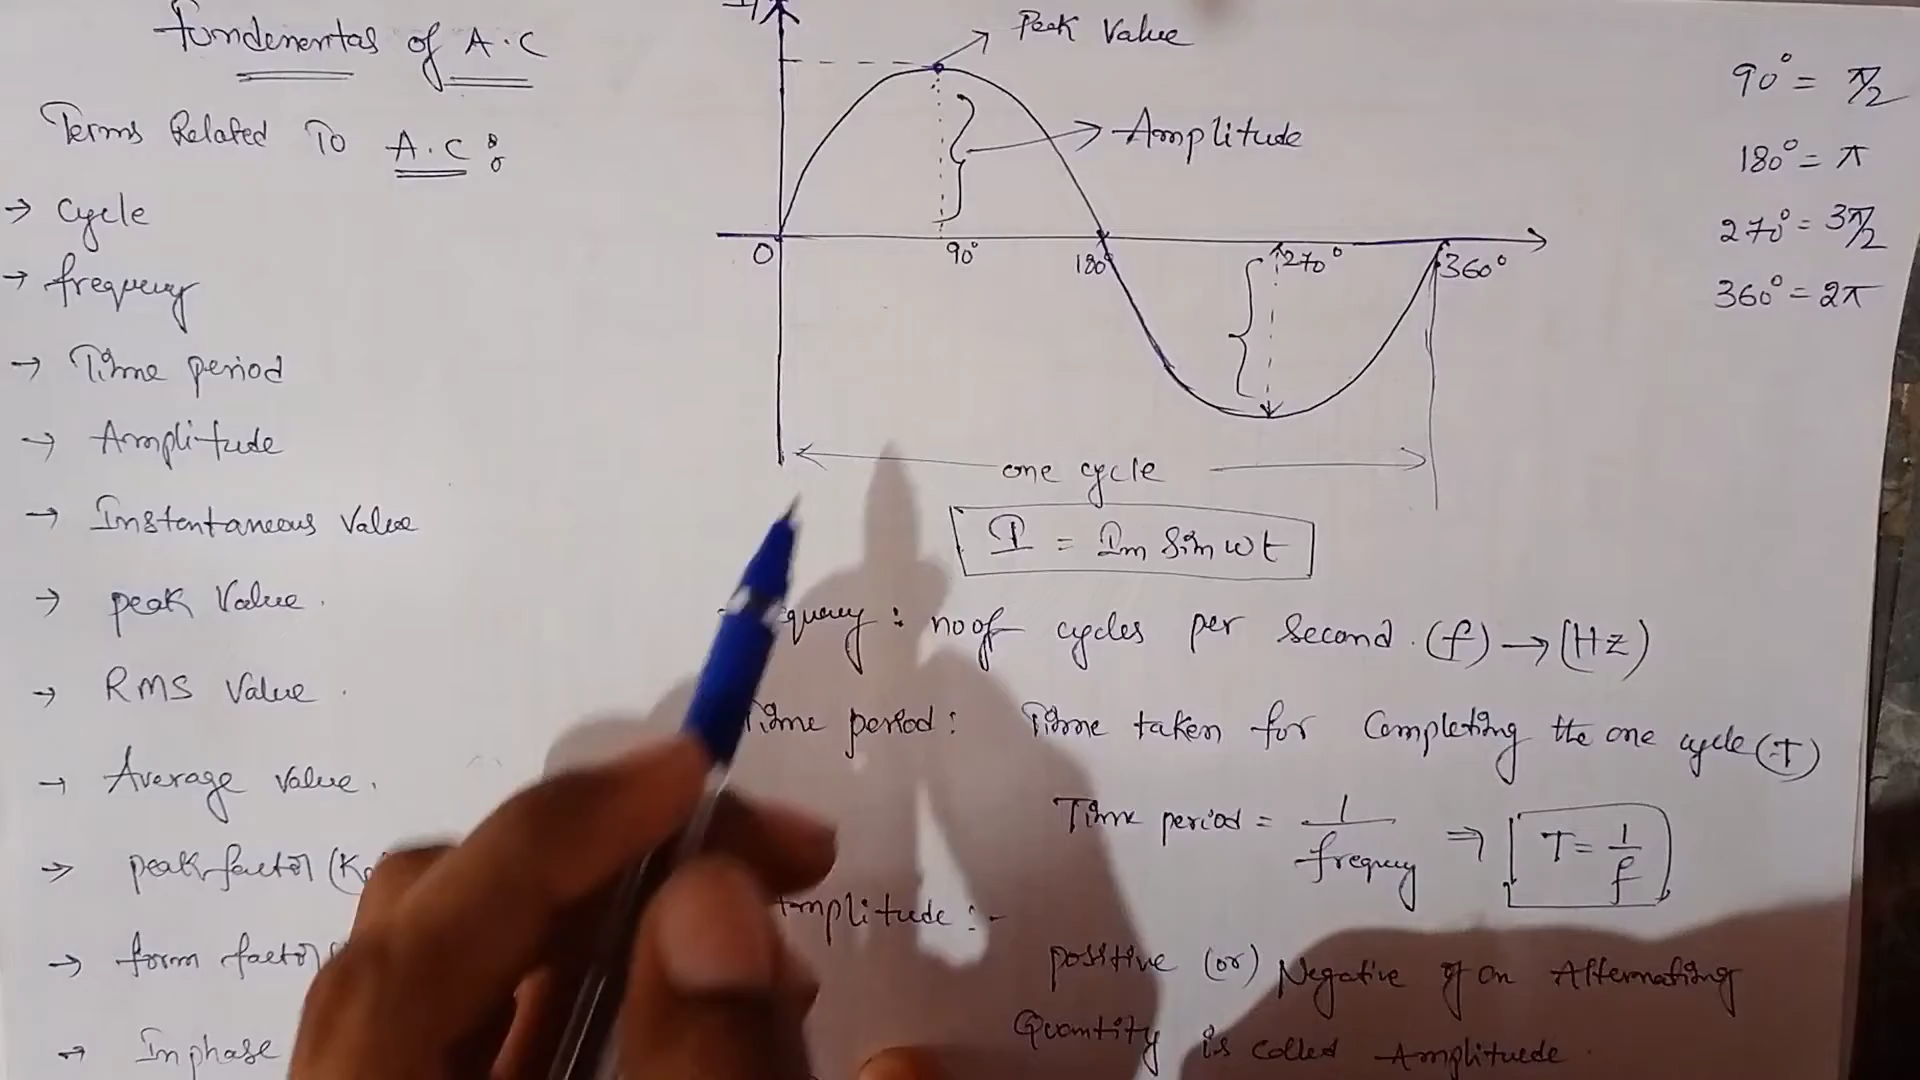 Fundementas of A.C
Terms Related To A.C :
→ Cycle
→ frequency
→ Time period
→ Amplitude
→ Instantaneous Value
→ peak Value.
→ RMS Value.
→ Average Value.
→ peak factor (K
→ form factor
→ Inphase
Peak Value
Amplitude
0 90° 180° 270° 360°
one cycle
I = Im Sin ωt
90° = π/2
180° = π
270° = 3π/2
360° = 2π
: no of cycles per Second. (f) → (Hz)
Time period : Time taken for Completing the one cycle (T)
Time period = 1/frequey ⇒ T = 1/f
Amplitude :-
positive (or) Negative of an Alternating
Quantity is called Amplituede.